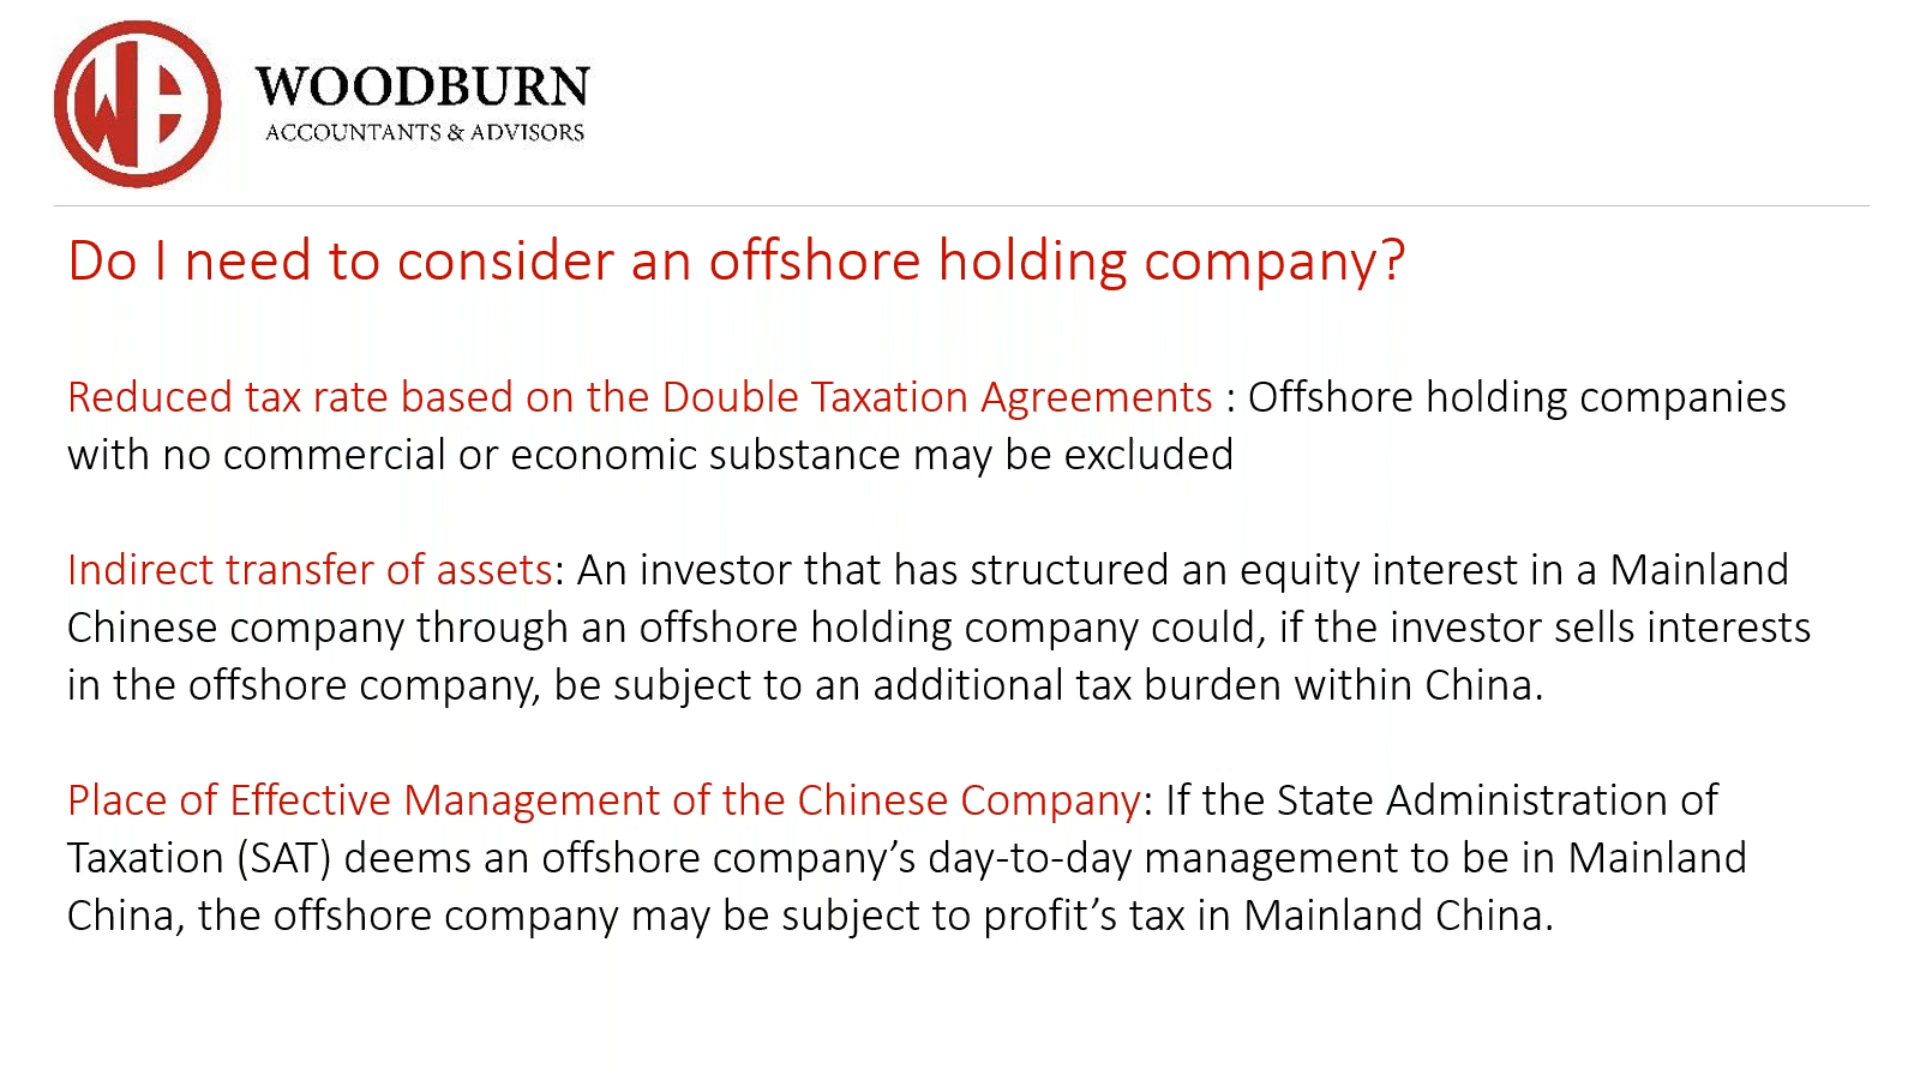 WB
WOODBURN
ACCOUNTANTS & ADVISORS
Do I need to consider an offshore holding company?
Reduced tax rate based on the Double Taxation Agreements : Offshore holding companies
with no commercial or economic substance may be excluded
Indirect transfer of assets: An investor that has structured an equity interest in a Mainland
Chinese company through an offshore holding company could, if the investor sells interests
in the offshore company, be subject to an additional tax burden within China.
Place of Effective Management of the Chinese Company: If the State Administration of
Taxation (SAT) deems an offshore company’s day-to-day management to be in Mainland
China, the offshore company may be subject to profit’s tax in Mainland China.